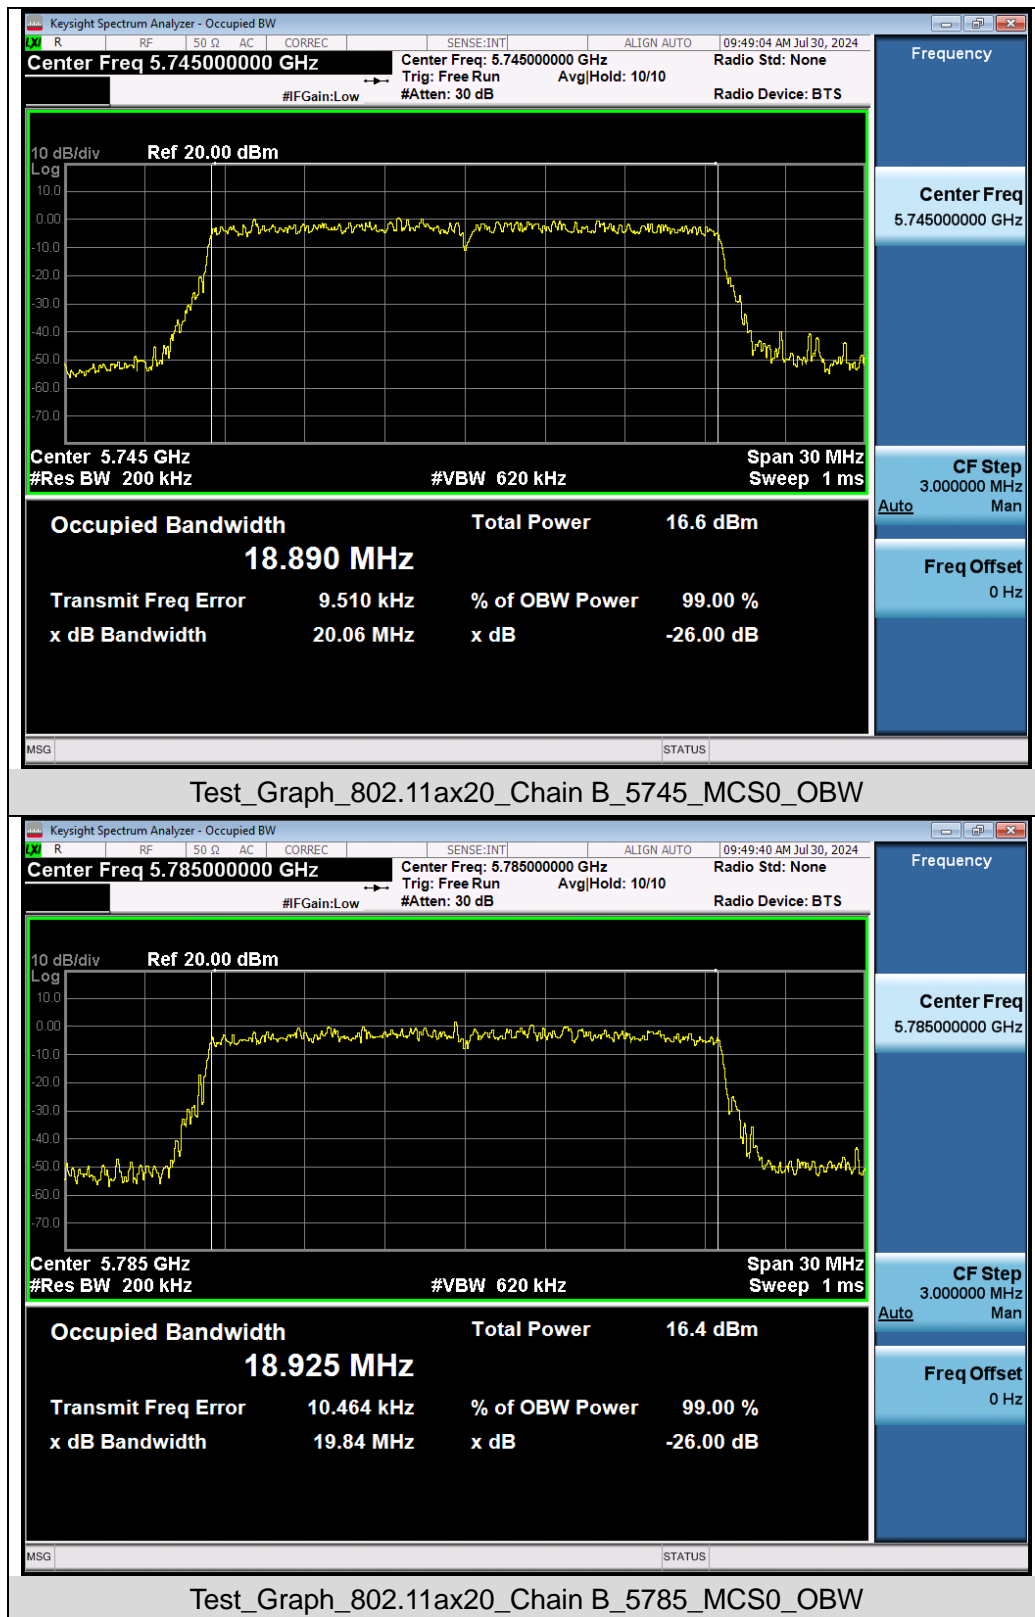 Keysight Spectrum Analyzer - Occupied BW
LXI R RF 50 Ω AC CORREC SENSE:INT ALIGN AUTO 09:49:04 AM Jul 30, 2024
Center Freq 5.745000000 GHz Center Freq: 5.745000000 GHz Radio Std: None
Trig: Free Run Avg|Hold: 10/10
#IFGain:Low #Atten: 30 dB Radio Device: BTS
10 dB/div Ref 20.00 dBm
Log
10.0
0.00
-10.0
-20.0
-30.0
-40.0
-50.0
-60.0
-70.0
Center 5.745 GHz Span 30 MHz
#Res BW 200 kHz #VBW 620 kHz Sweep 1 ms
Occupied Bandwidth Total Power 16.6 dBm
18.890 MHz
Transmit Freq Error 9.510 kHz % of OBW Power 99.00 %
x dB Bandwidth 20.06 MHz x dB -26.00 dB
MSG STATUS
Frequency
Center Freq
5.745000000 GHz
CF Step
3.000000 MHz
Auto Man
Freq Offset
0 Hz
Test_Graph_802.11ax20_Chain B_5745_MCS0_OBW
Keysight Spectrum Analyzer - Occupied BW
LXI R RF 50 Ω AC CORREC SENSE:INT ALIGN AUTO 09:49:40 AM Jul 30, 2024
Center Freq 5.785000000 GHz Center Freq: 5.785000000 GHz Radio Std: None
Trig: Free Run Avg|Hold: 10/10
#IFGain:Low #Atten: 30 dB Radio Device: BTS
10 dB/div Ref 20.00 dBm
Log
10.0
0.00
-10.0
-20.0
-30.0
-40.0
-50.0
-60.0
-70.0
Center 5.785 GHz Span 30 MHz
#Res BW 200 kHz #VBW 620 kHz Sweep 1 ms
Occupied Bandwidth Total Power 16.4 dBm
18.925 MHz
Transmit Freq Error 10.464 kHz % of OBW Power 99.00 %
x dB Bandwidth 19.84 MHz x dB -26.00 dB
MSG STATUS
Frequency
Center Freq
5.785000000 GHz
CF Step
3.000000 MHz
Auto Man
Freq Offset
0 Hz
Test_Graph_802.11ax20_Chain B_5785_MCS0_OBW